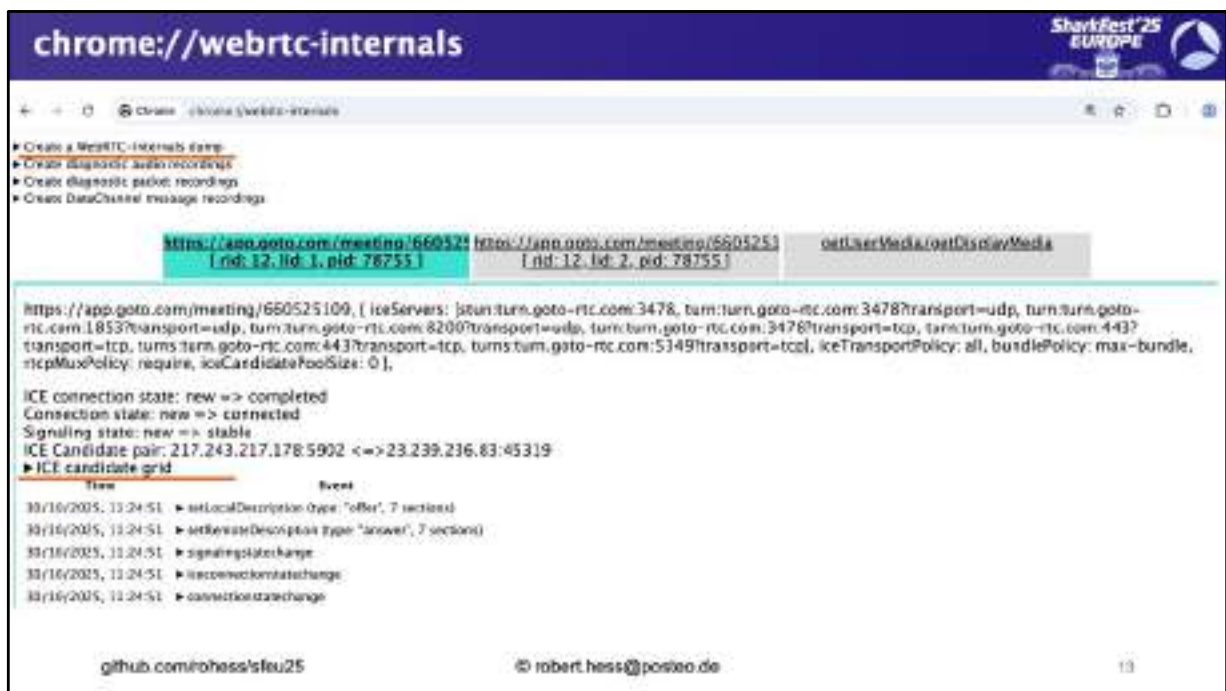 chrome://webrtc-internals
SharkFest'25
EUROPE
Chrome chrome://webrtc-internals
▸ Create a WebRTC-Internals dump
▸ Create diagnostic audio recordings
▸ Create diagnostic packet recordings
▸ Create DataChannel message recordings
https://app.goto.com/meeting/66052 https://app.goto.com/meeting/6605251 getUserMedia/getDisplayMedia
[ rid: 12, lid: 1, pid: 78755 ] [ rid: 12, lid: 2, pid: 78755 ]
https://app.goto.com/meeting/660525109, { iceServers: [stun:turn.goto-rtc.com:3478, turn:turn.goto-rtc.com:3478?transport=udp, turn:turn.goto-
rtc.com:1853?transport=udp, turn:turn.goto-rtc.com:8200?transport=udp, turn:turn.goto-rtc.com:3478?transport=tcp, turn:turn.goto-rtc.com:443?
transport=tcp, turns:turn.goto-rtc.com:443?transport=tcp, turns:turn.goto-rtc.com:5349?transport=tcp], iceTransportPolicy: all, bundlePolicy: max-bundle,
rtcpMuxPolicy: require, iceCandidatePoolSize: 0 },
ICE connection state: new => completed
Connection state: new => connected
Signaling state: new => stable
ICE Candidate pair: 217.243.217.178:5902 <=> 23.239.236.83:45319
▸ ICE candidate grid
Time Event
30/10/2025, 11:24:51 ▸ setLocalDescription (type: "offer", 7 sections)
30/10/2025, 11:24:51 ▸ setRemoteDescription (type: "answer", 7 sections)
30/10/2025, 11:24:51 ▸ signalingstatechange
30/10/2025, 11:24:51 ▸ iceconnectionstatechange
30/10/2025, 11:24:51 ▸ connectionstatechange
github.com/rohess/sfeu25 © robert.hess@posteo.de 13